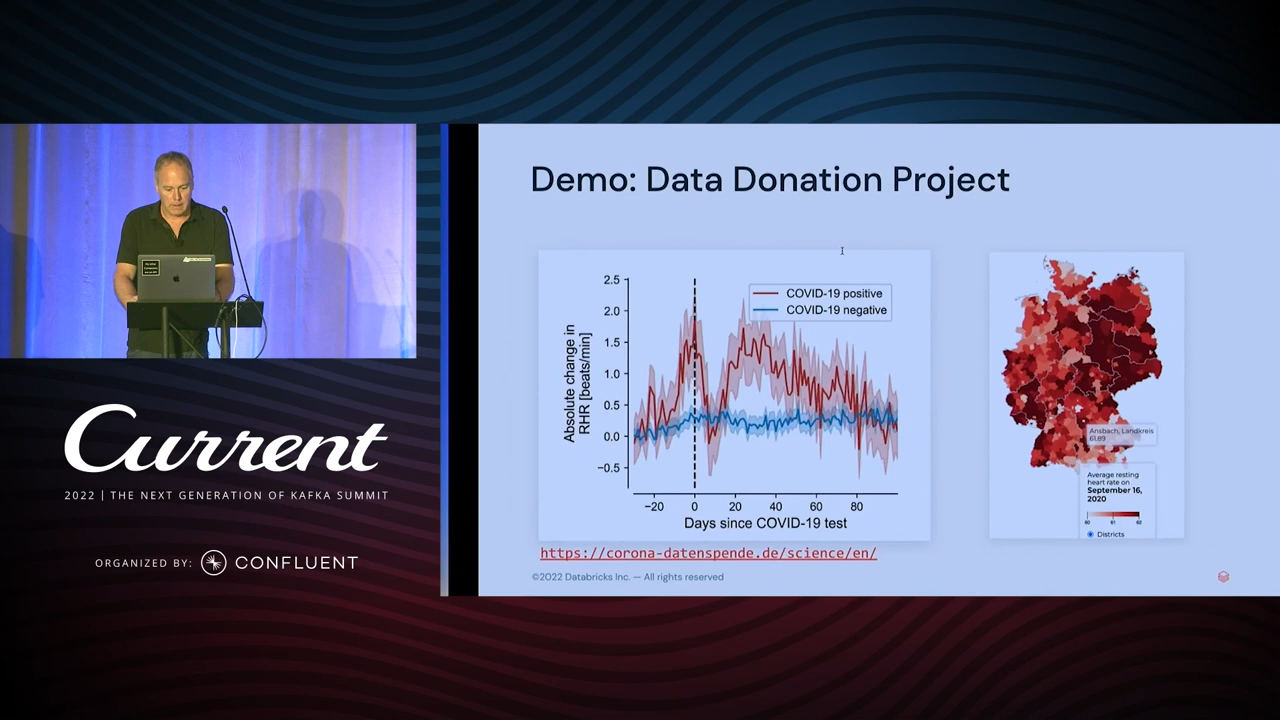 Demo: Data Donation Project
2.5
2.0
1.5
1.0
0.5
0.0
−0.5
Absolute change in
RHR [beats/min]
COVID-19 positive
COVID-19 negative
−20
0
20
40
60
80
Days since COVID-19 test
Ansbach, Landkreis
61.89
Average resting
heart rate on
September 16,
2020
60 61 62
Districts
https://corona-datenspende.de/science/en/
©2022 Databricks Inc. — All rights reserved
Current
2022 | THE NEXT GENERATION OF KAFKA SUMMIT
ORGANIZED BY: CONFLUENT